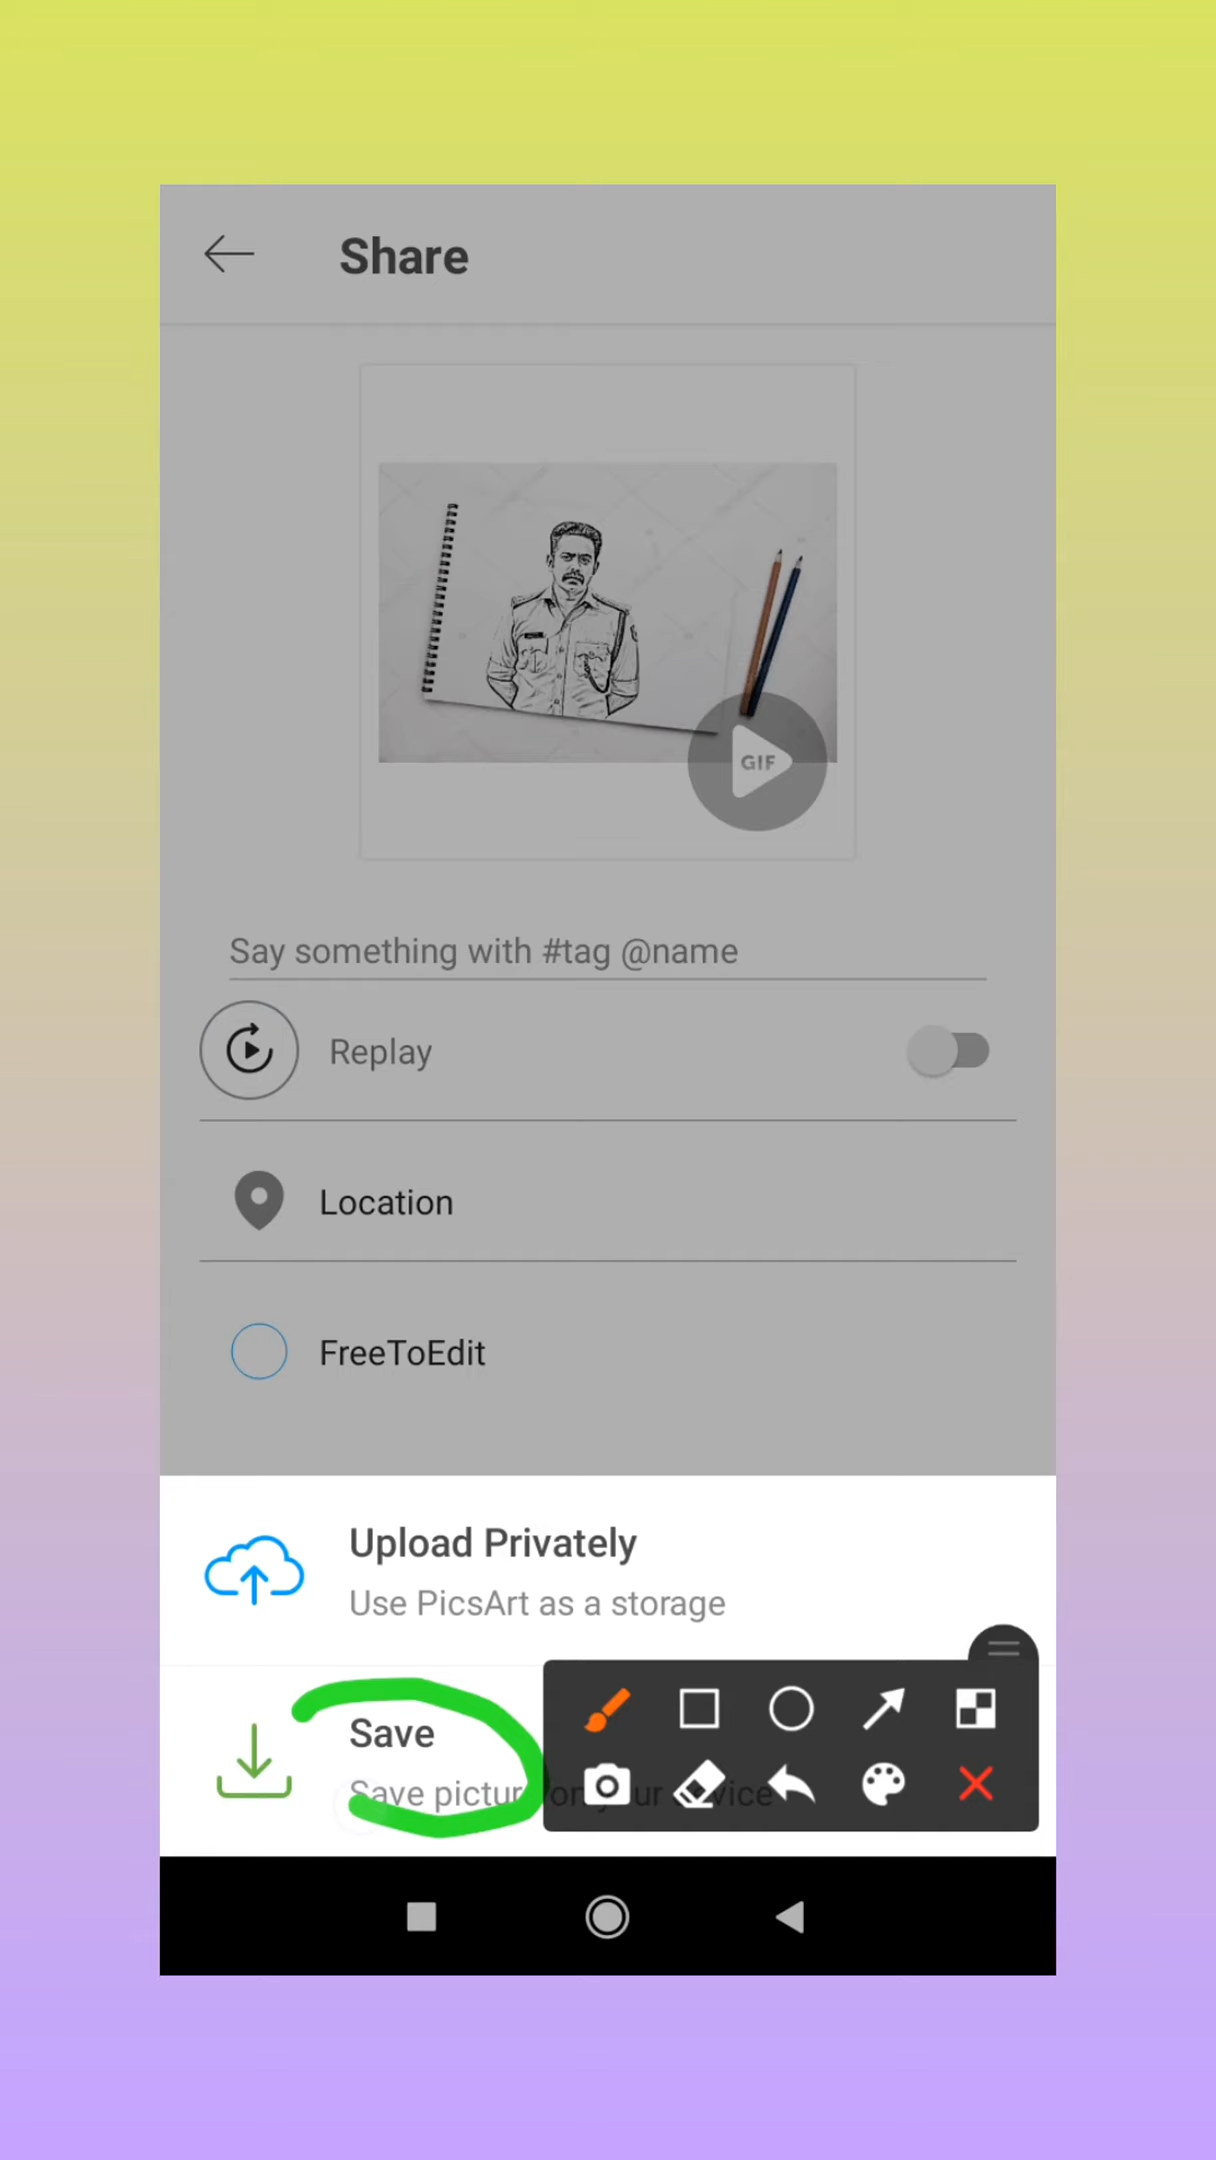 Share
GIF
Say something with #tag @name
Replay
Location
FreeToEdit
Upload Privately
Use PicsArt as a storage
Save
Save picture on your device